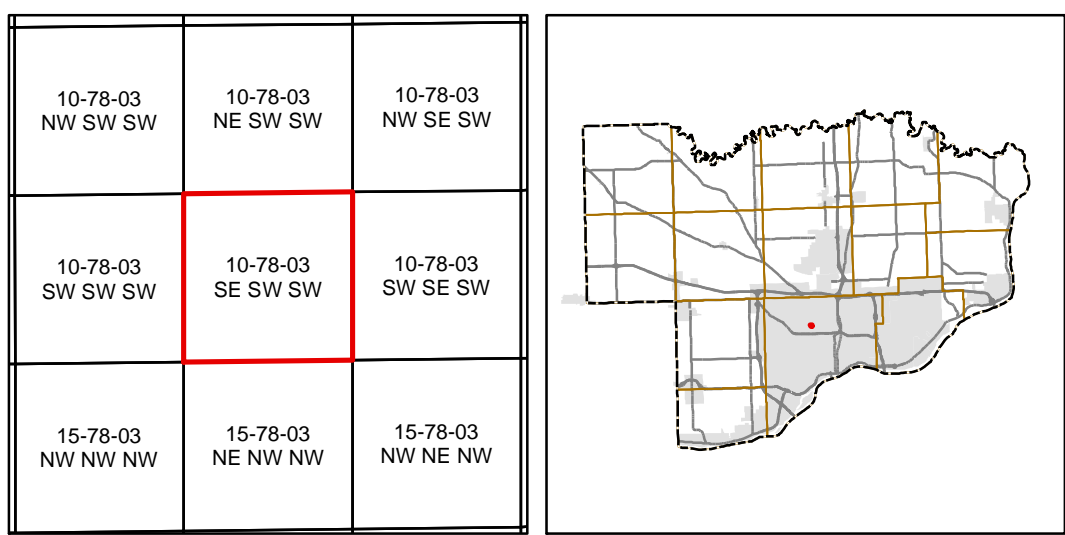 10-78-03
NW SW SW
10-78-03
NE SW SW
10-78-03
NW SE SW
10-78-03
SW SW SW
10-78-03
SE SW SW
10-78-03
SW SE SW
15-78-03
NW NW NW
15-78-03
NE NW NW
15-78-03
NW NE NW